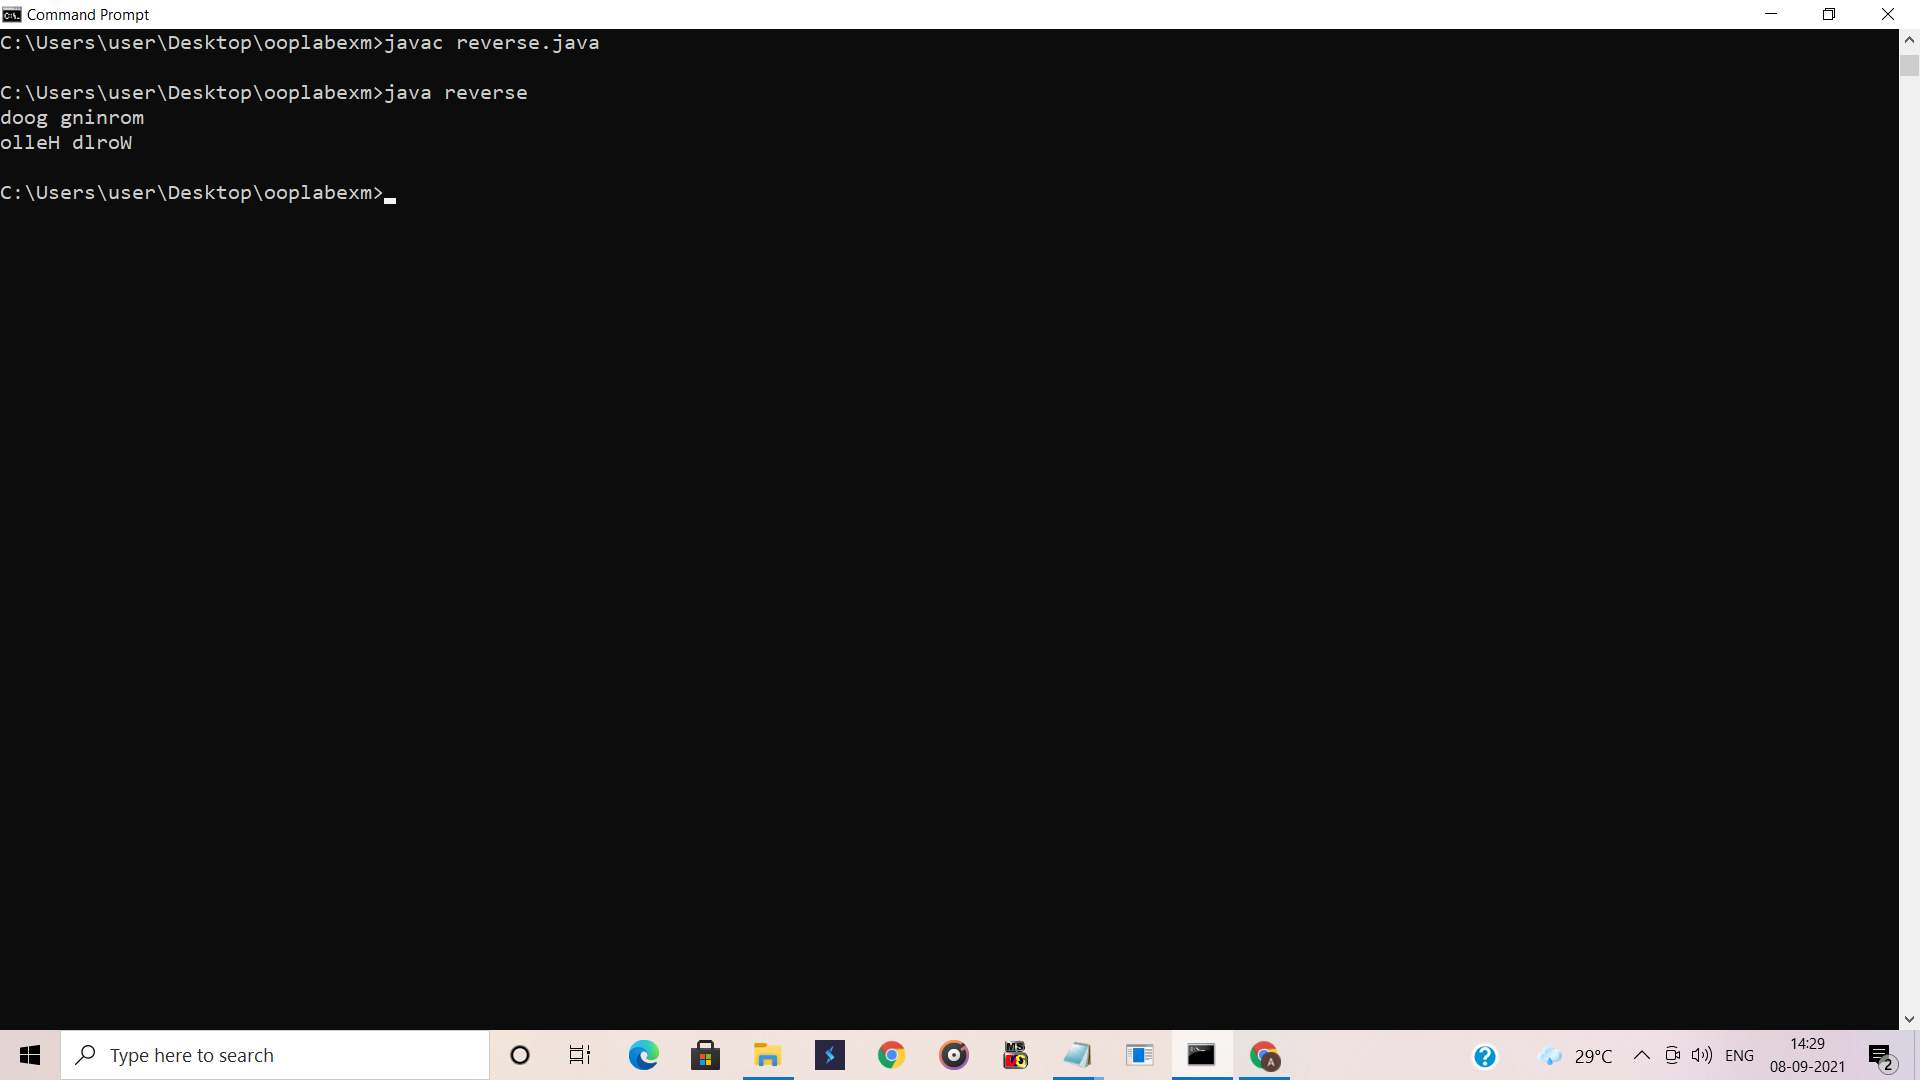 Command Prompt
C:\Users\user\Desktop\ooplabexm>javac reverse.java
C:\Users\user\Desktop\ooplabexm>java reverse
doog gninrom
olleH dlroW
C:\Users\user\Desktop\ooplabexm>
Type here to search
29°C
ENG
14:29
08-09-2021
2